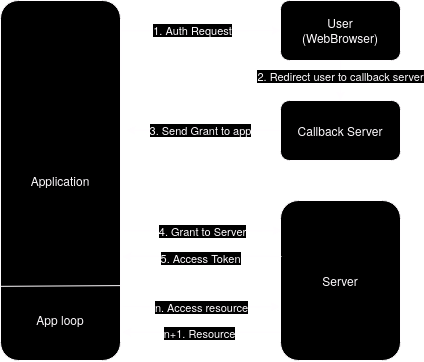 User
(WebBrowser)
1. Auth Request
2. Redirect user to callback server
3. Send Grant to app
Callback Server
Application
4. Grant to Server
5. Access Token
Server
n. Access resource
App loop
n+1. Resource